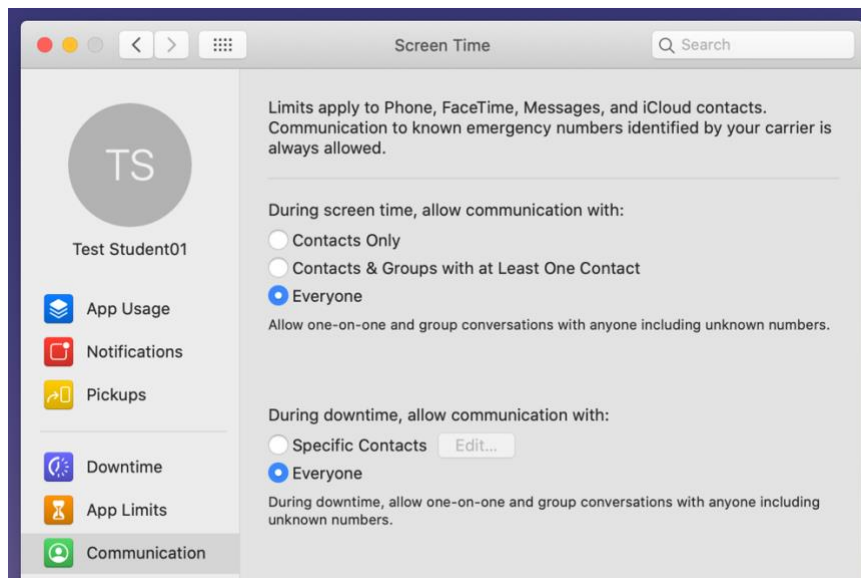 Screen Time
Search
TS
Test Student01
App Usage
Notifications
Pickups
Downtime
App Limits
Communication
Limits apply to Phone, FaceTime, Messages, and iCloud contacts.
Communication to known emergency numbers identified by your carrier is
always allowed.
During screen time, allow communication with:
Contacts Only
Contacts & Groups with at Least One Contact
Everyone
Allow one-on-one and group conversations with anyone including unknown numbers.
During downtime, allow communication with:
Specific Contacts Edit...
Everyone
During downtime, allow one-on-one and group conversations with anyone including
unknown numbers.